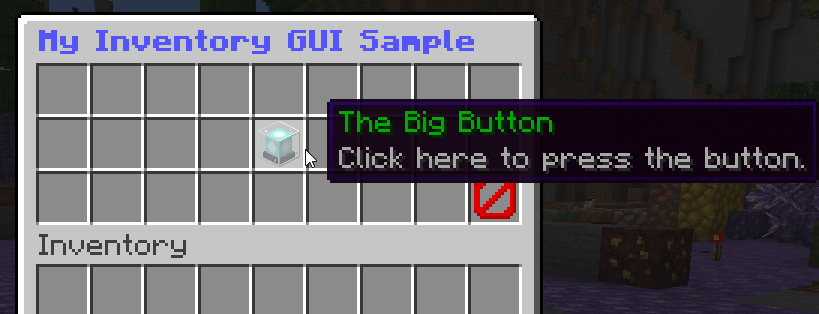 My Inventory GUI Sample
The Big Button
Click here to press the button.
Inventory